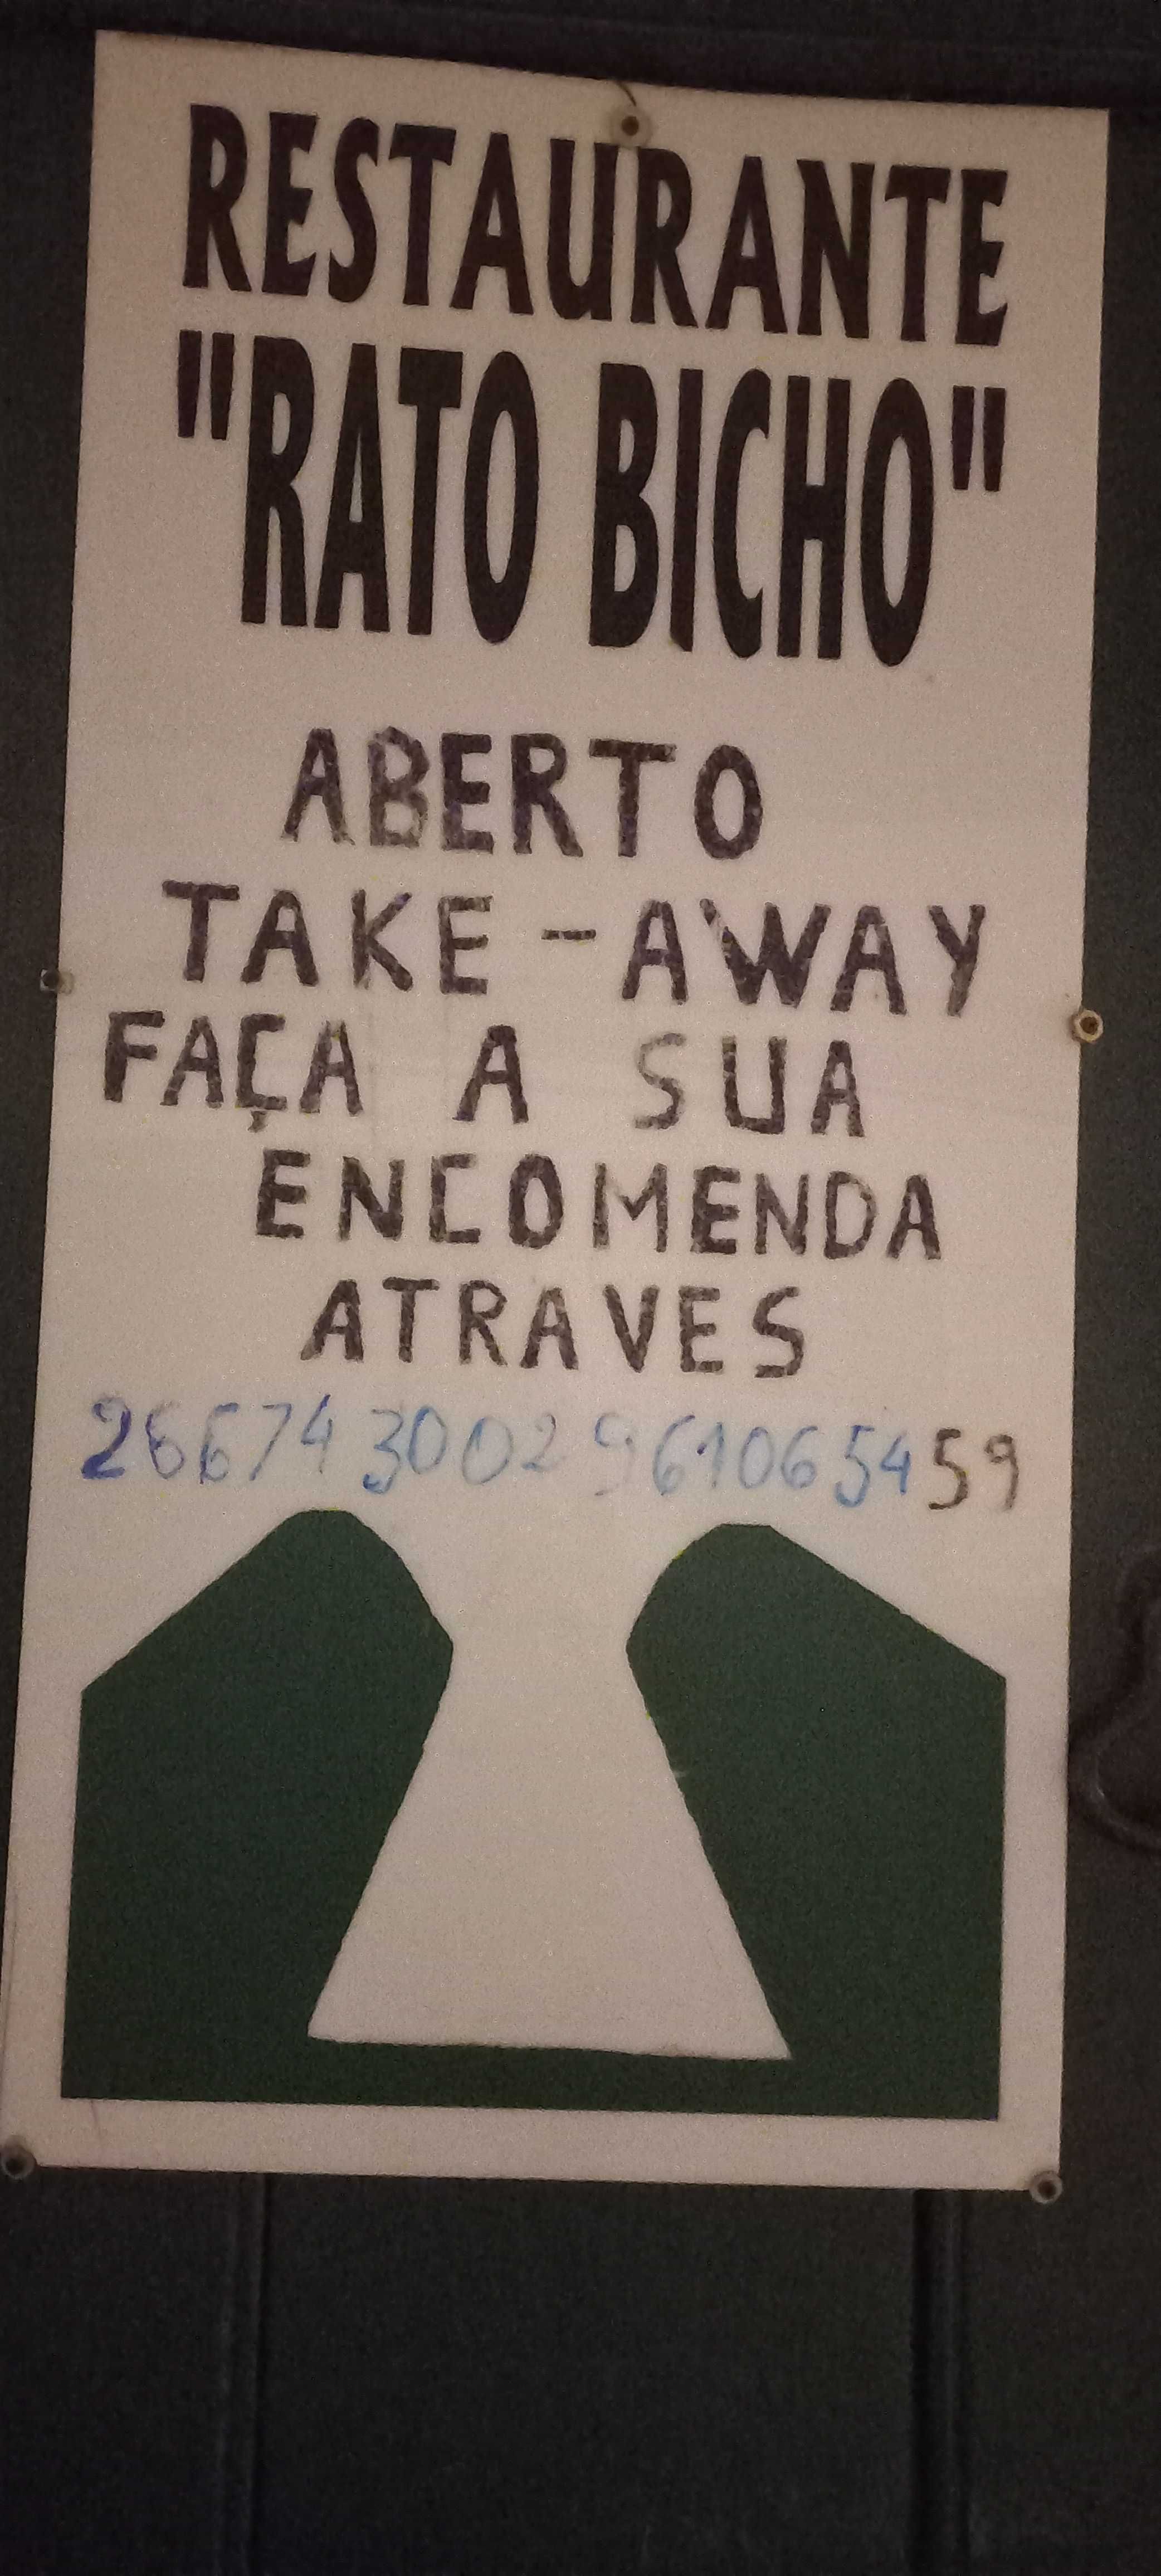 RESTAURANTE
"RATO BICHO"
ABERTO
TAKE-AWAY
FAÇA A SUA
ENCOMENDA
ATRAVES
266743002 961065459